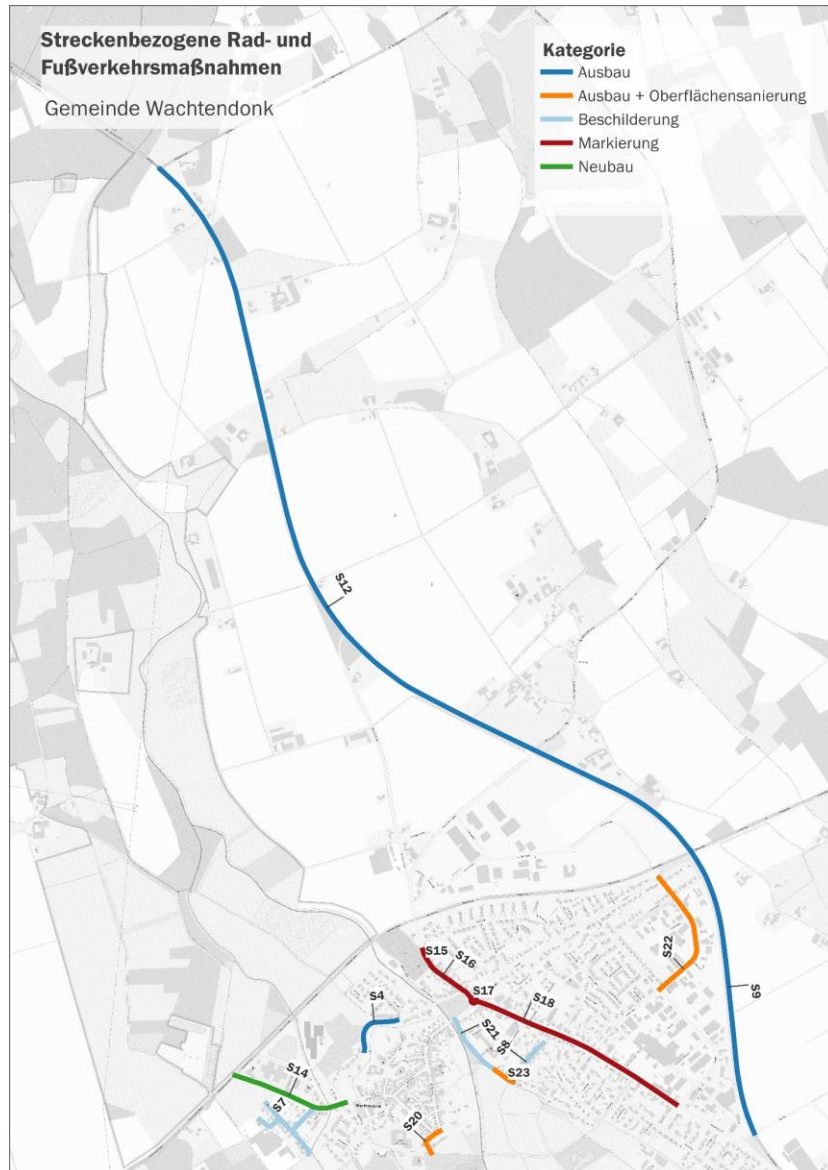 Streckenbezogene Rad- und
Fußverkehrsmaßnahmen
Gemeinde Wachtendonk
Kategorie
Ausbau
Ausbau + Oberflächensanierung
Beschilderung
Markierung
Neubau
S12
S22
S9
S15
S16
S17
S18
S4
S21
S8
S23
S14
S7
Wachtendonk
S20